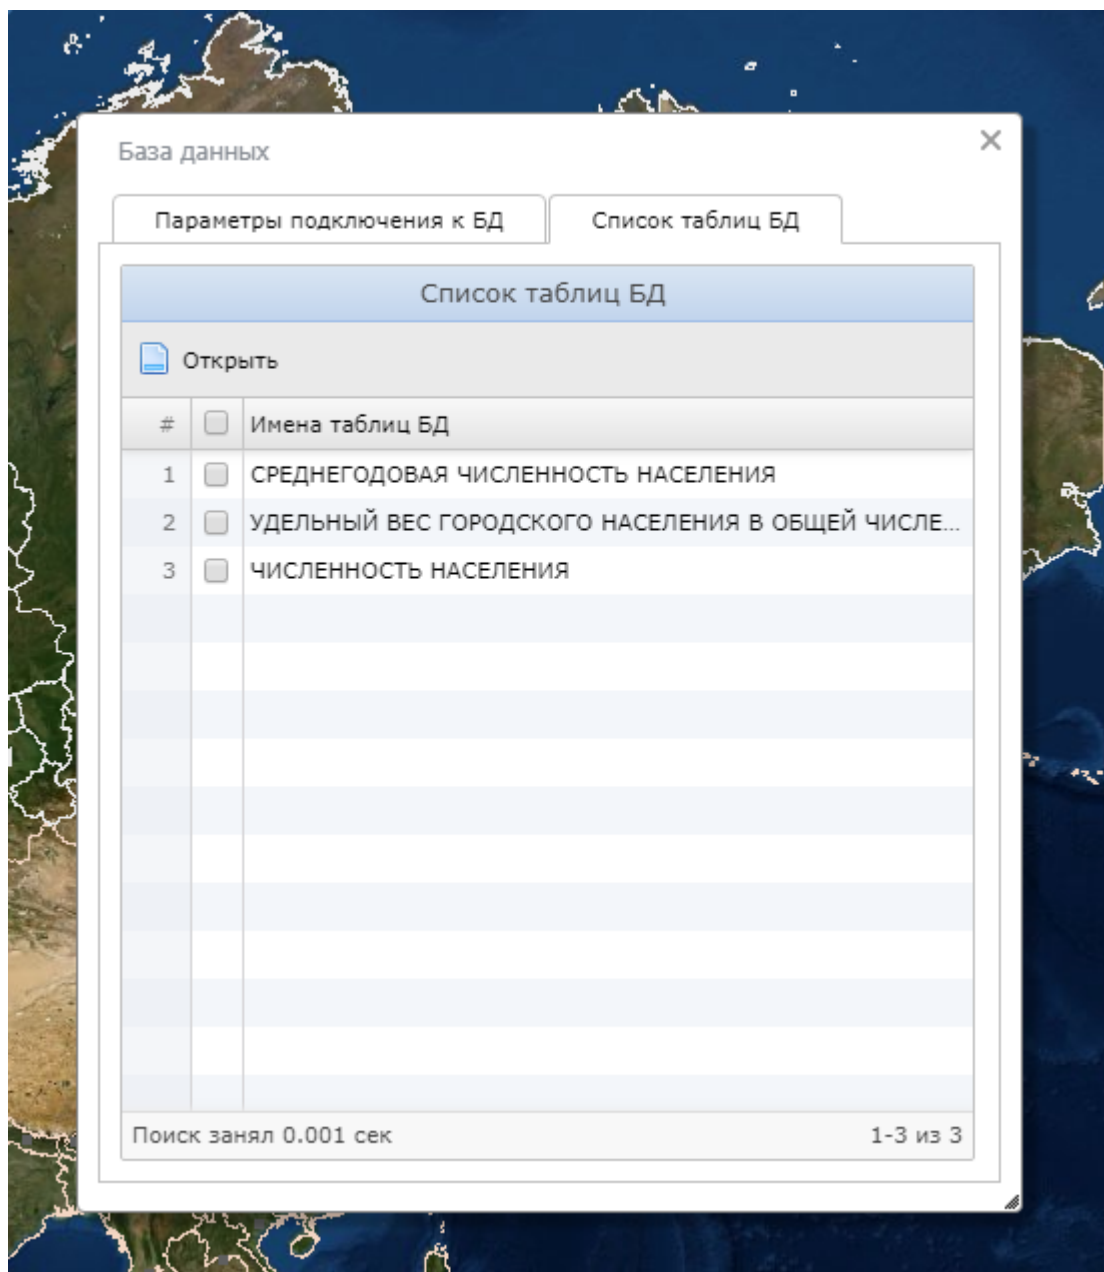 База данных
Параметры подключения к БД
Список таблиц БД
Список таблиц БД
Открыть
# Имена таблиц БД
1 СРЕДНЕГОДОВАЯ ЧИСЛЕННОСТЬ НАСЕЛЕНИЯ
2 УДЕЛЬНЫЙ ВЕС ГОРОДСКОГО НАСЕЛЕНИЯ В ОБЩЕЙ ЧИСЛЕ...
3 ЧИСЛЕННОСТЬ НАСЕЛЕНИЯ
Поиск занял 0.001 сек
1-3 из 3